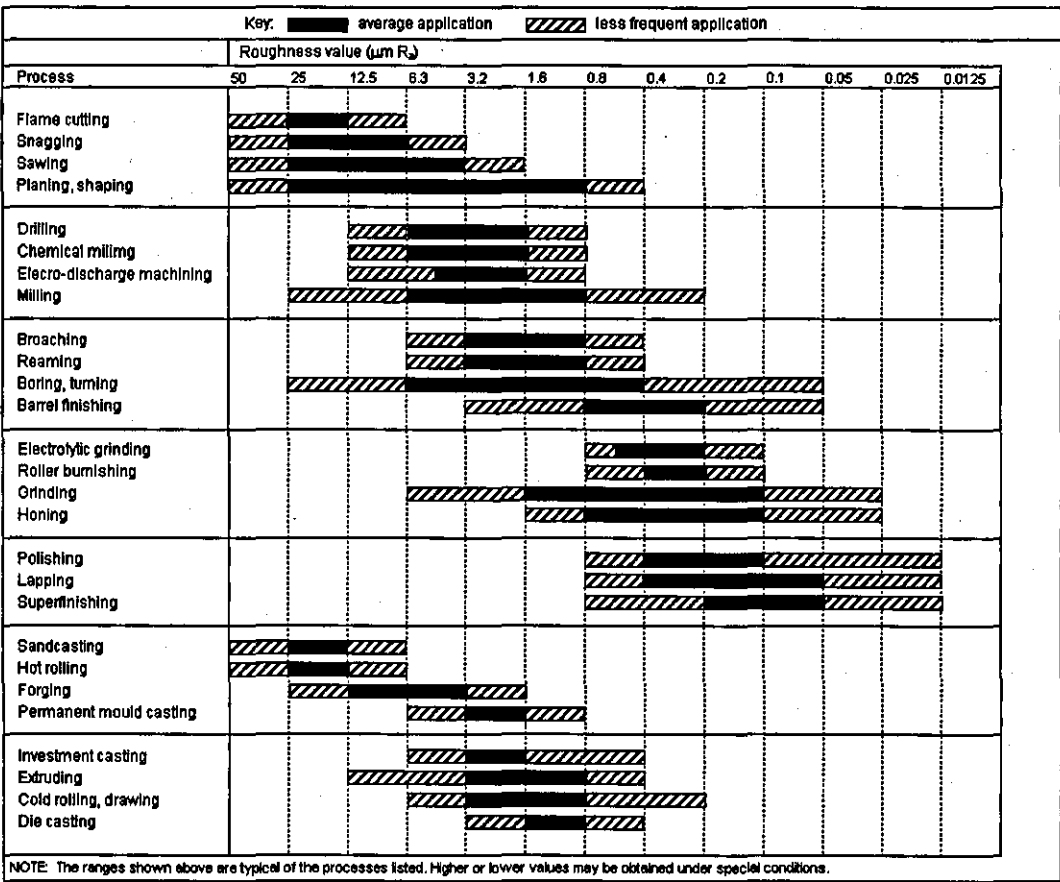 Key: average application less frequent application
Roughness value (µm Rₐ)
Process 50 25 12.5 6.3 3.2 1.6 0.8 0.4 0.2 0.1 0.05 0.025 0.0125
Flame cutting
Snagging
Sawing
Planing, shaping
Drilling
Chemical millimg
Elecro-discharge machining
Milling
Broaching
Reaming
Boring, turning
Barrel finishing
Electrolytic grinding
Roller burnishing
Grinding
Honing
Polishing
Lapping
Superfinishing
Sandcasting
Hot rolling
Forging
Permanent mould casting
Investment casting
Extruding
Cold rolling, drawing
Die casting
NOTE: The ranges shown above are typical of the processes listed. Higher or lower values may be obtained under special conditions.